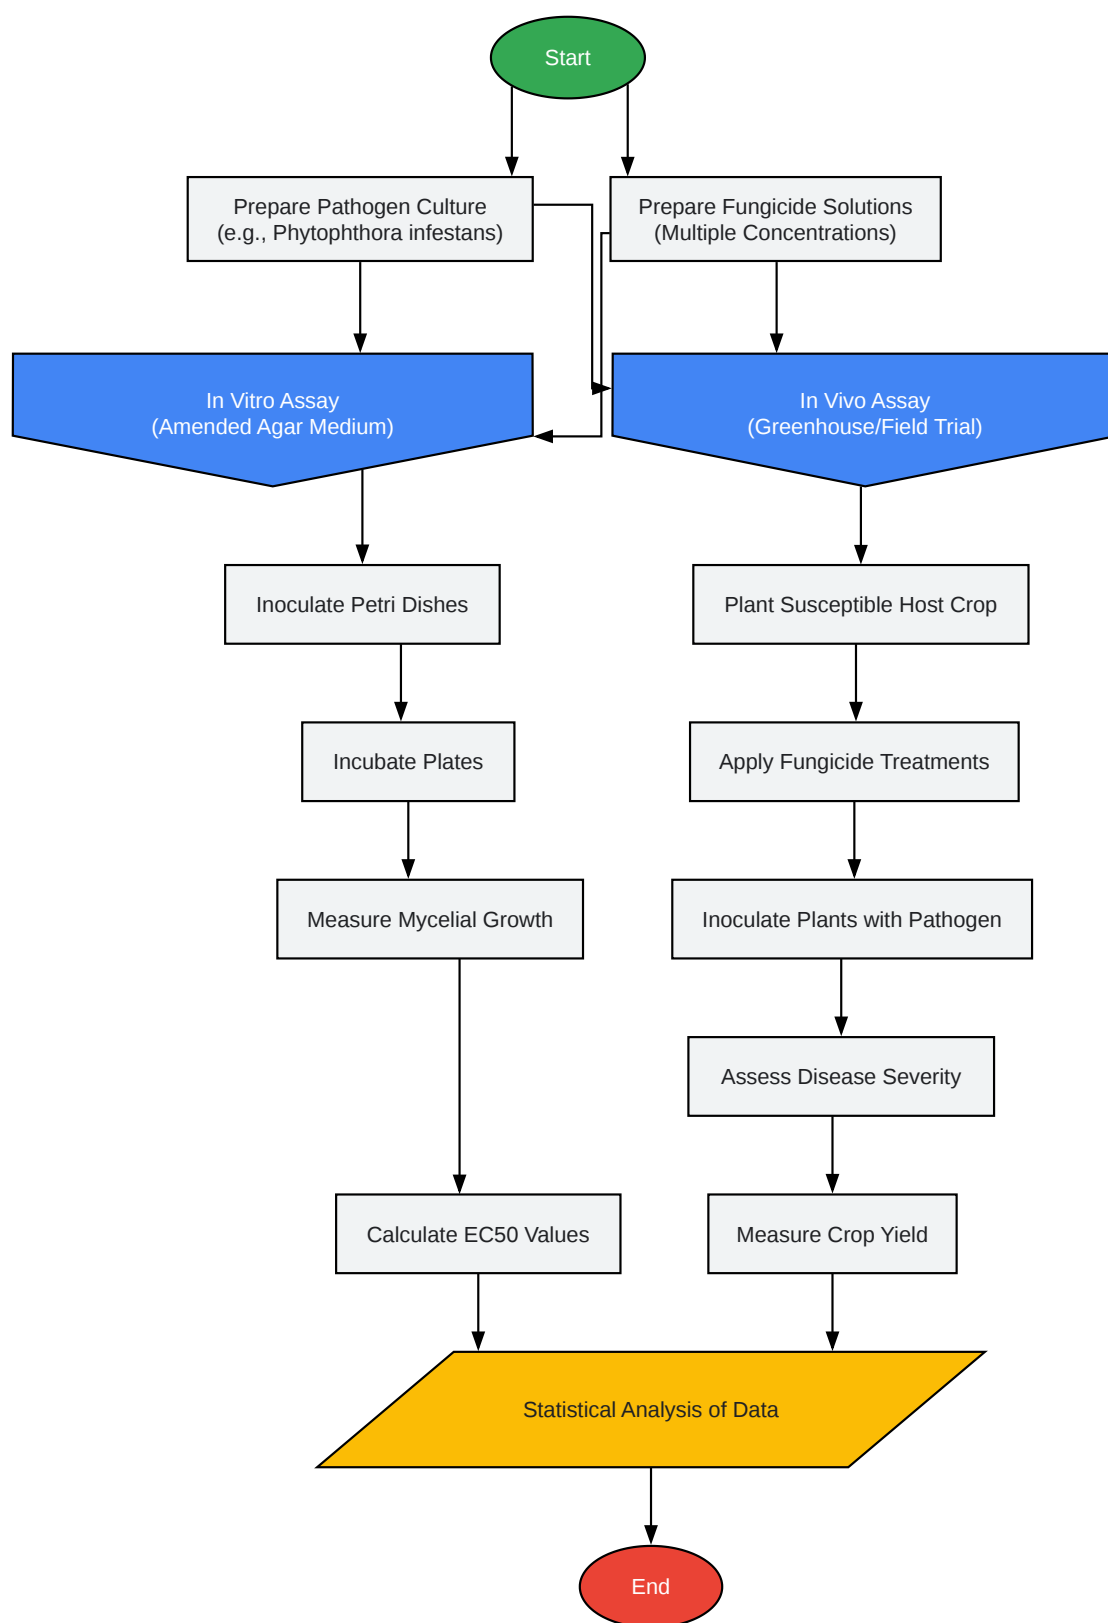 Start
Prepare Pathogen Culture
(e.g., Phytophthora infestans)
Prepare Fungicide Solutions
(Multiple Concentrations)
In Vitro Assay
(Amended Agar Medium)
In Vivo Assay
(Greenhouse/Field Trial)
Inoculate Petri Dishes
Plant Susceptible Host Crop
Incubate Plates
Apply Fungicide Treatments
Measure Mycelial Growth
Inoculate Plants with Pathogen
Assess Disease Severity
Calculate EC50 Values
Measure Crop Yield
Statistical Analysis of Data
End